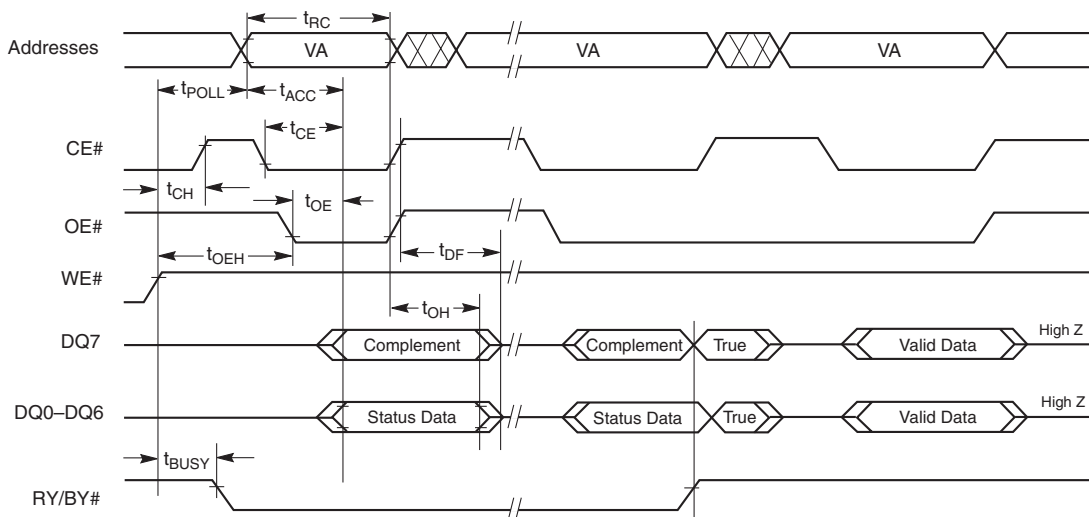 tRC
Addresses VA VA VA
tPOLL tACC
tCE
CE#
tCH tOE
OE#
tOEH tDF
WE#
tOH
DQ7 Complement Complement True Valid Data High Z
DQ0–DQ6 Status Data Status Data True Valid Data High Z
tBUSY
RY/BY#